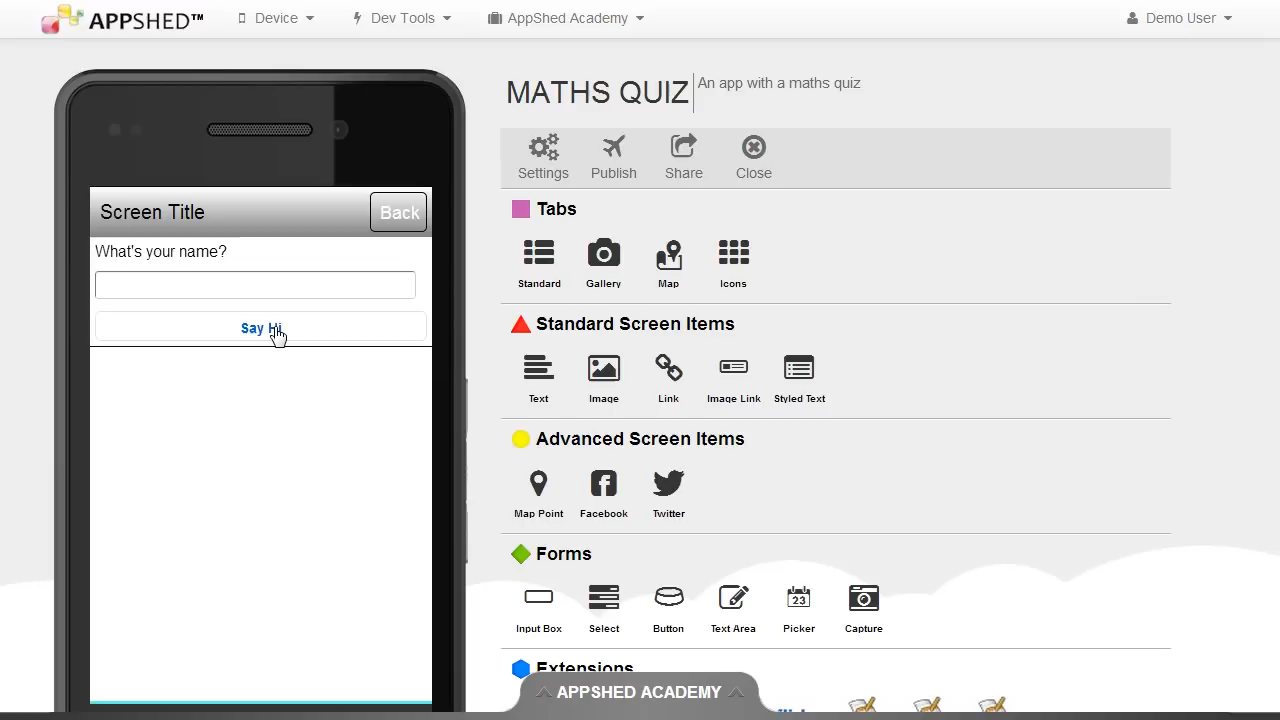 APPSHED™
Device
Dev Tools
AppShed Academy
Demo User
MATHS QUIZ
An app with a maths quiz
Settings
Publish
Share
Close
Screen Title
Back
What's your name?
Say Hi
Tabs
Standard
Gallery
Map
Icons
Standard Screen Items
Text
Image
Link
Image Link
Styled Text
Advanced Screen Items
Map Point
Facebook
Twitter
Forms
23
Input Box
Select
Button
Text Area
Picker
Capture
Extensions
APPSHED ACADEMY